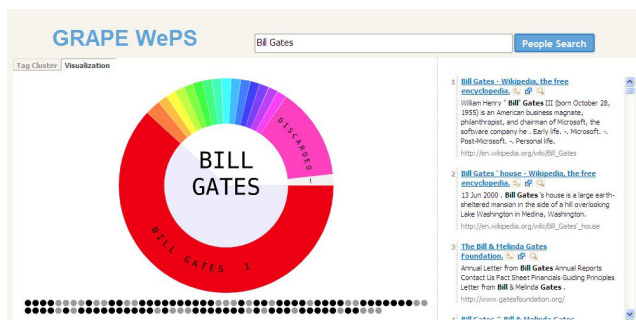 GRAPE WePS
Bill Gates
People Search
Tag Cluster Visualization
BILL
GATES
DISCARDED
BILL GATES 1
1 Bill Gates - Wikipedia, the free
encyclopedia.
William Henry " Bill" Gates III (born October 28,
1955) is an American business magnate,
philanthropist, and chairman of Microsoft, the
software company he . Early life. -. Microsoft. -.
Post-Microsoft. -. Personal life.
http://en.wikipedia.org/wiki/Bill_Gates
2 Bill Gates ' house - Wikipedia, the free
encyclopedia.
13 Jun 2000 . Bill Gates 's house is a large earth-
sheltered mansion in the side of a hill overlooking
Lake Washington in Medina, Washington.
http://en.wikipedia.org/wiki/Bill_Gates'_house
3 The Bill & Melinda Gates
Foundation.
Annual Letter from Bill Gates Annual Reports
Contact Us Fact Sheet Financials Guiding Principles
Letter from Bill & Melinda Gates .
http://www.gatesfoundation.org/